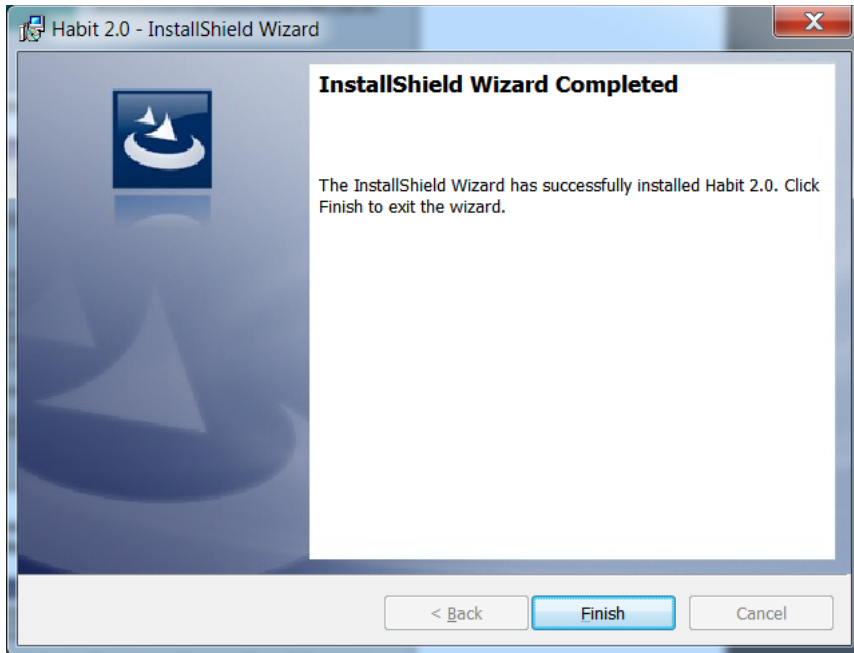 Habit 2.0 - InstallShield Wizard
X
InstallShield Wizard Completed
The InstallShield Wizard has successfully installed Habit 2.0. Click
Finish to exit the wizard.
< Back
Finish
Cancel